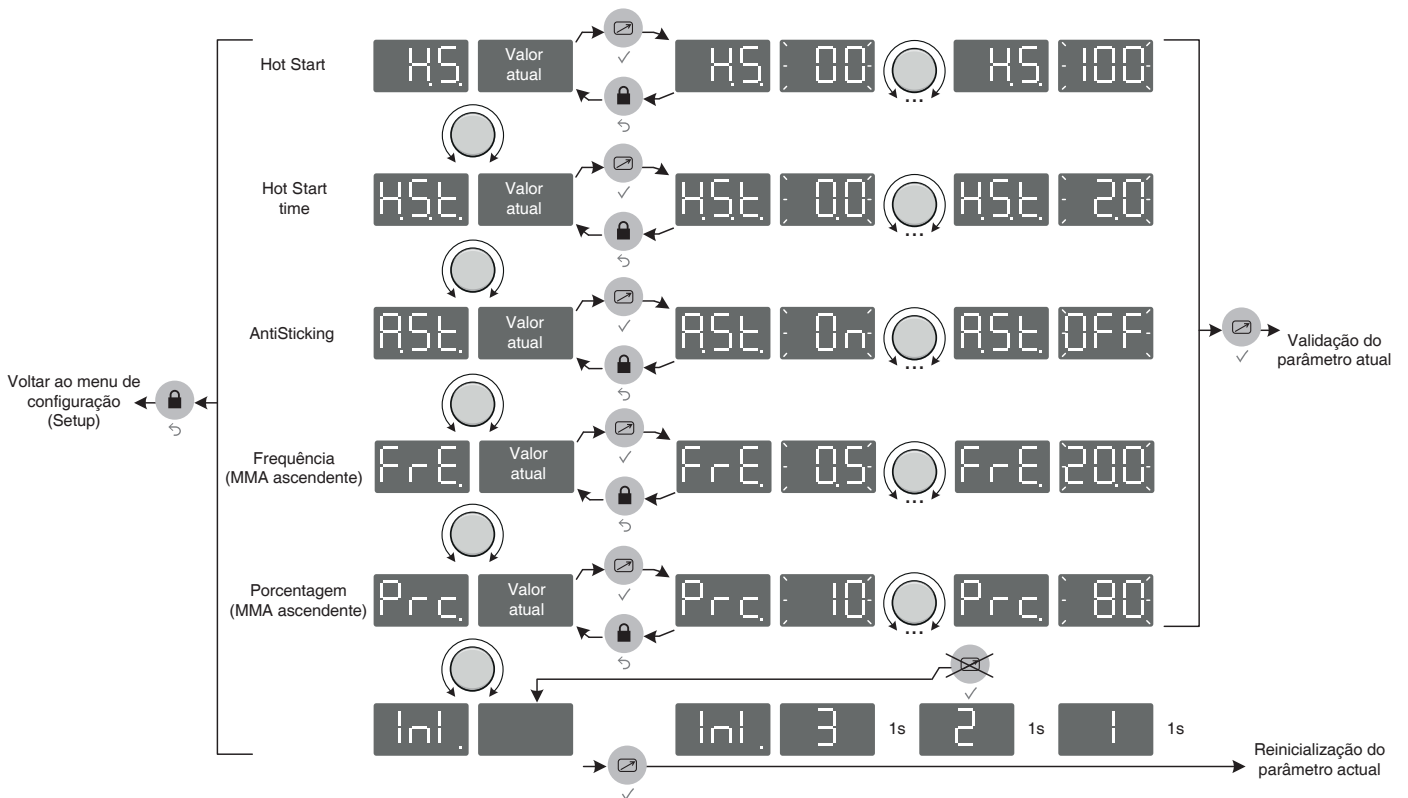 Hot Start
H.S.
Valor
atual
H.S.
00
...
H.S.
100
Hot Start
time
H.S.t.
Valor
atual
H.S.t.
0.0
...
H.S.t.
2.0
AntiSticking
A.S.t.
Valor
atual
A.S.t.
On
...
A.S.t.
OFF
Validação do
parâmetro atual
Voltar ao menu de
configuração
(Setup)
Frequência
(MMA ascendente)
FrE.
Valor
atual
FrE.
0.5
...
FrE.
20.0
Porcentagem
(MMA ascendente)
Prc.
Valor
atual
Prc.
10
...
Prc.
80
InI.
InI.
3
1s
2
1s
1
1s
Reinicialização do
parâmetro actual